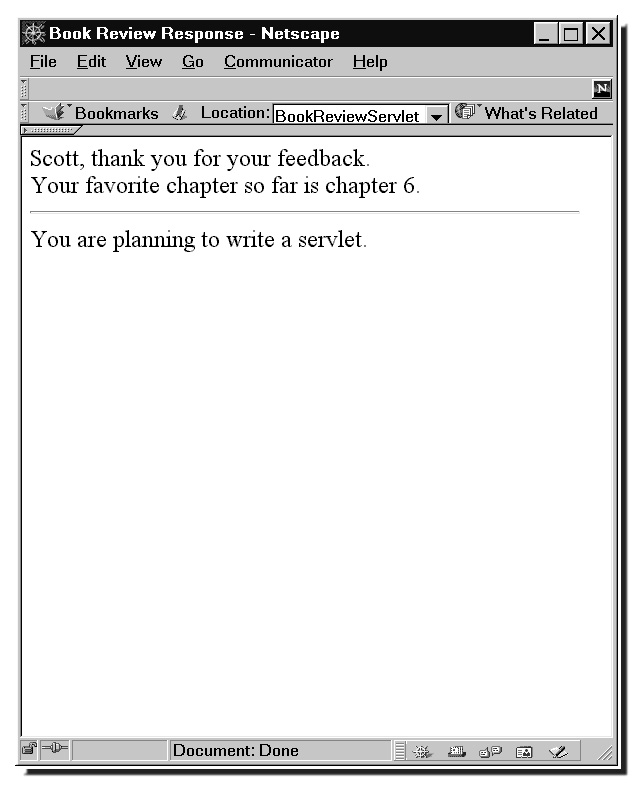 Book Review Response - Netscape
File Edit View Go Communicator Help
N
Bookmarks Location: BookReviewServlet What's Related
Scott, thank you for your feedback.
Your favorite chapter so far is chapter 6.
You are planning to write a servlet.
Document: Done